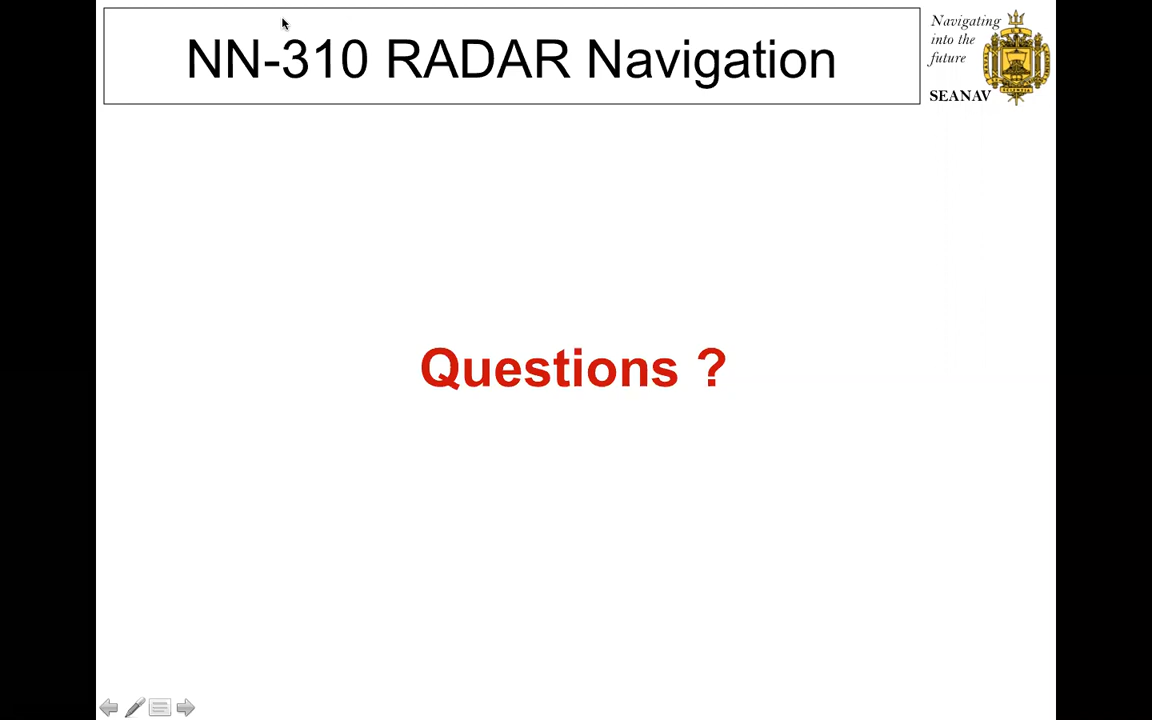 NN-310 RADAR Navigation
Navigating
into the
future
SEANAV
Questions ?